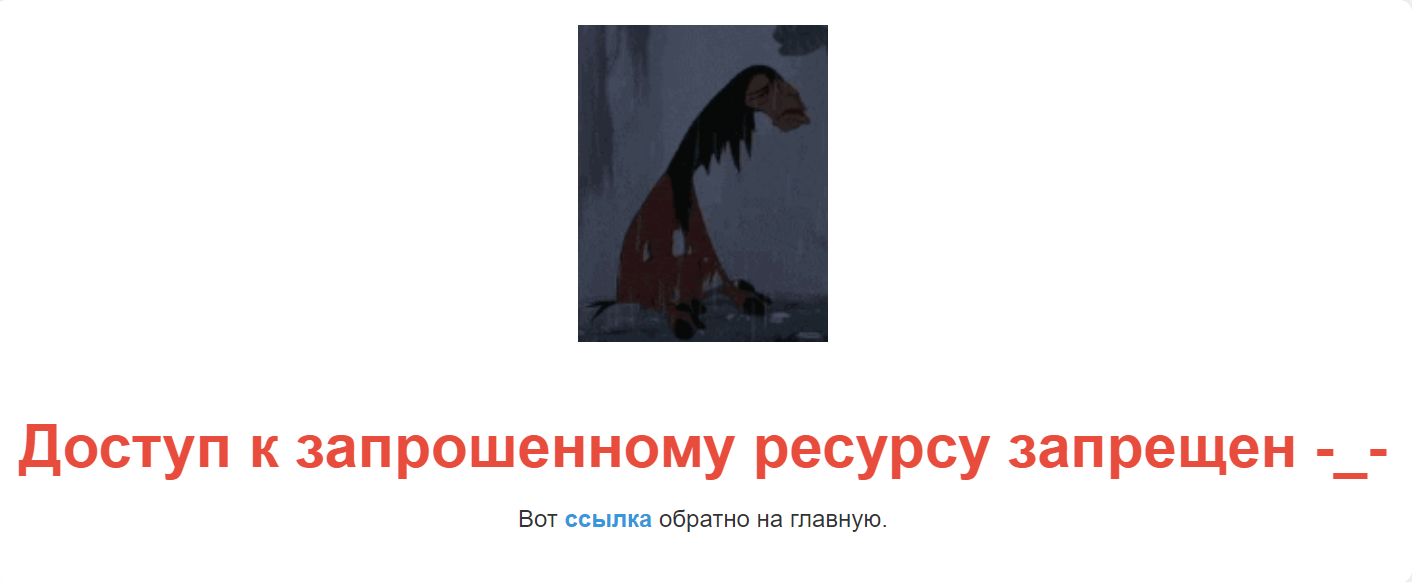 Доступ к запрошенному ресурсу запрещен -_-
Вот ссылка обратно на главную.